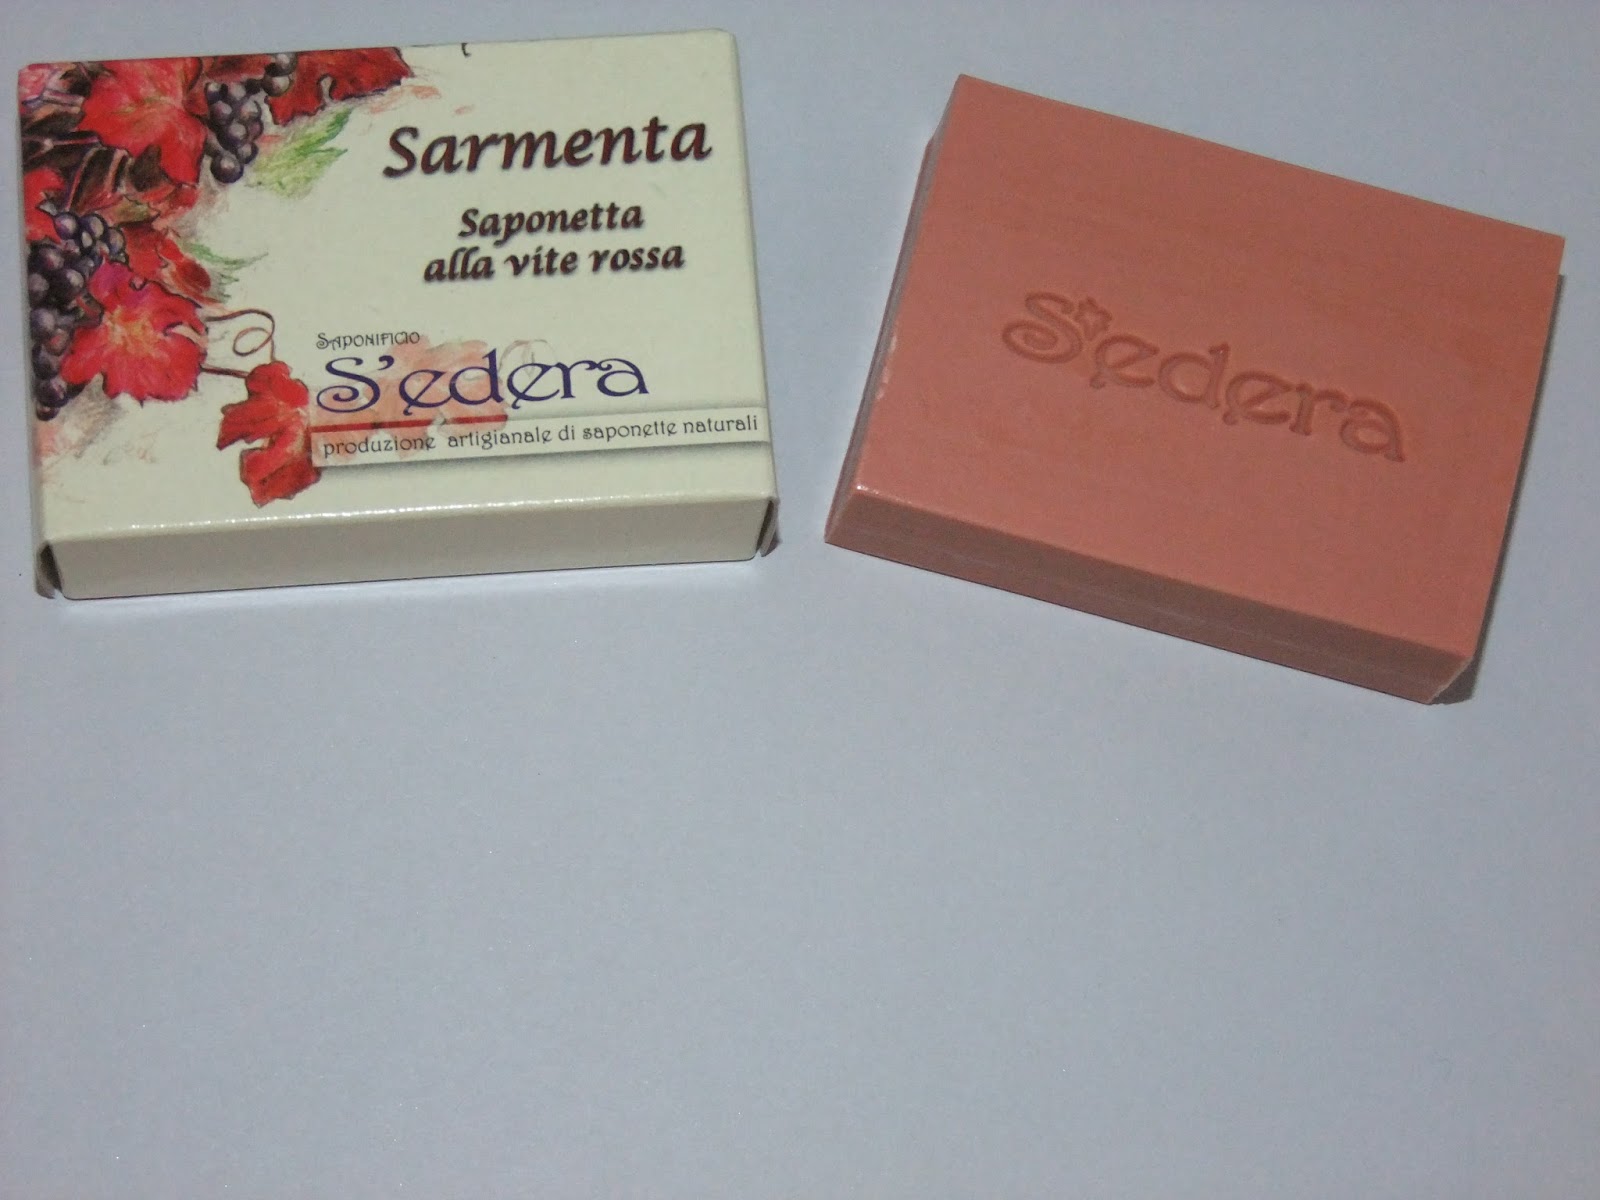 Sarmenta
Saponetta
alla vite rossa
Saponificio
S'edera
produzione artigianale di saponette naturali
S'edera